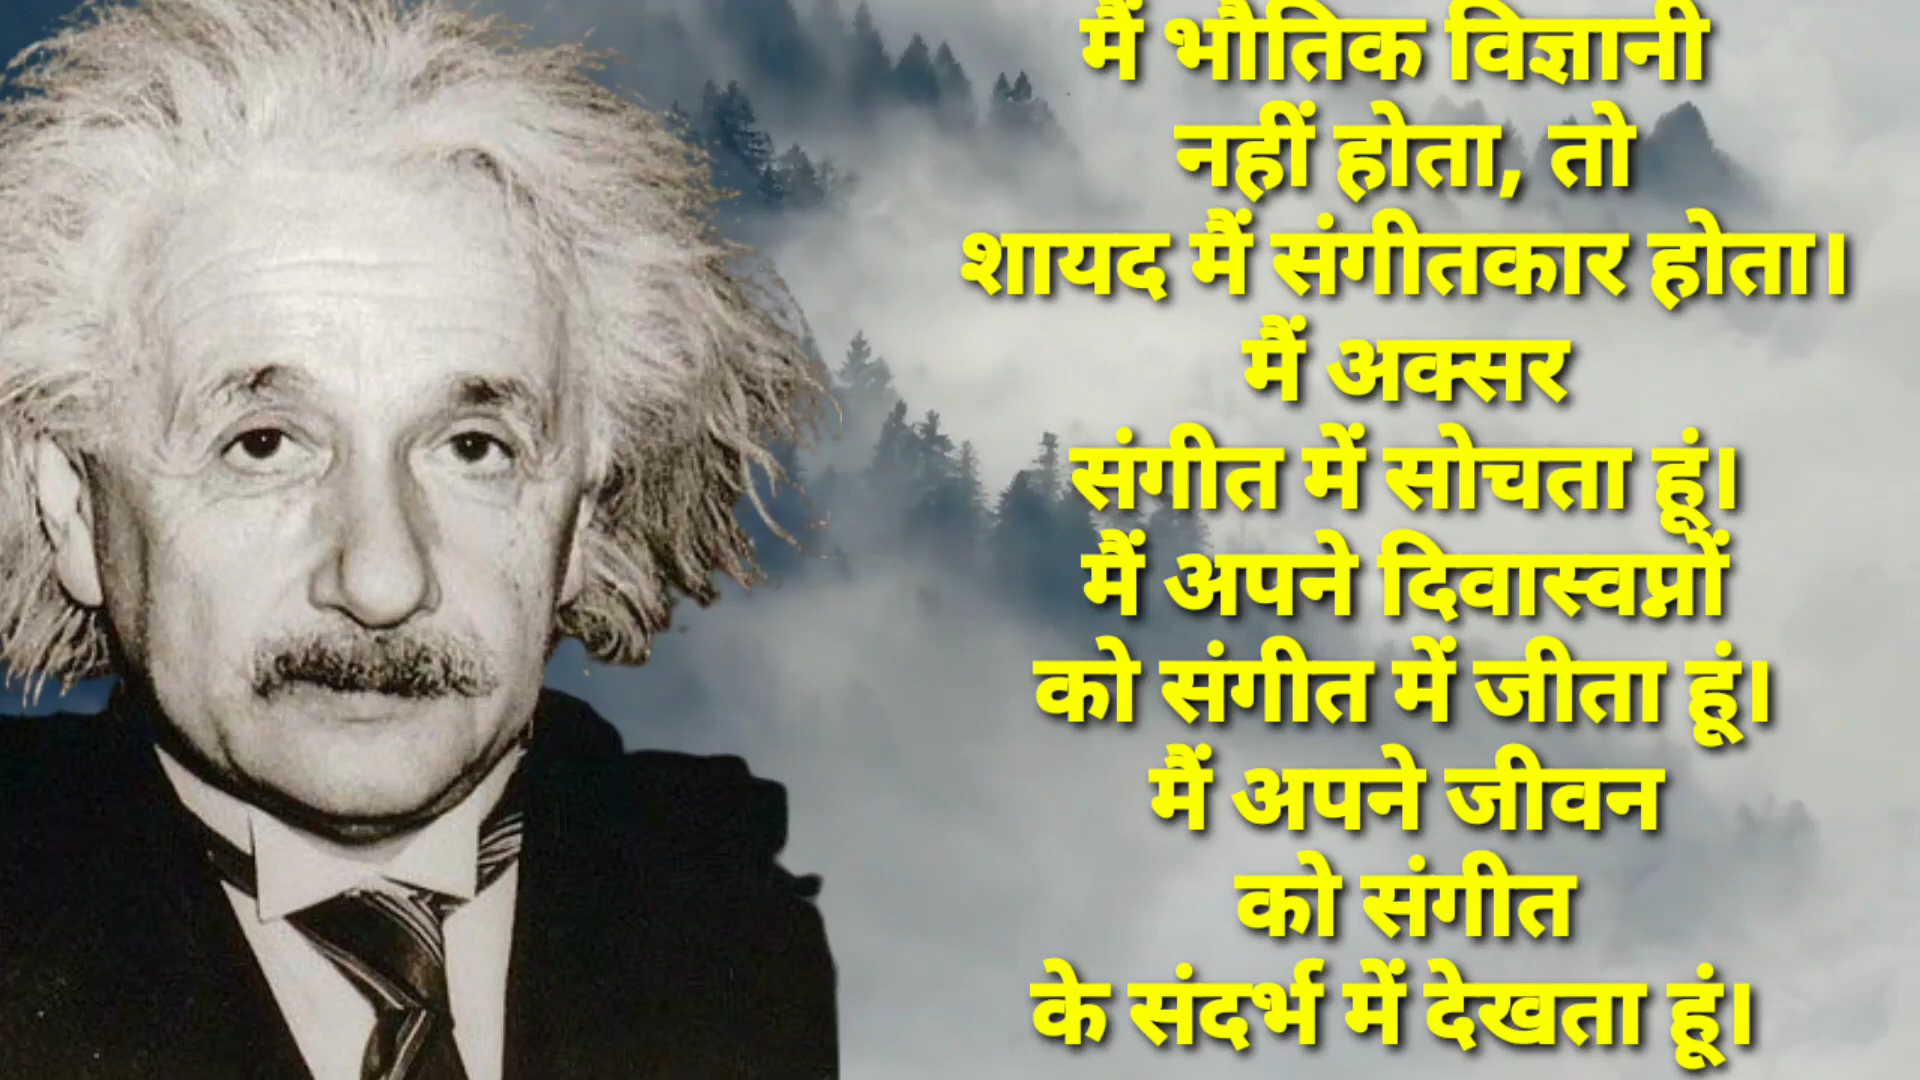 मैं भौतिक विज्ञानी
नहीं होता, तो
शायद मैं संगीतकार होता।
मैं अक्सर
संगीत में सोचता हूं।
मैं अपने दिवास्वप्नों
को संगीत में जीता हूं।
मैं अपने जीवन
को संगीत
के संदर्भ में देखता हूं।